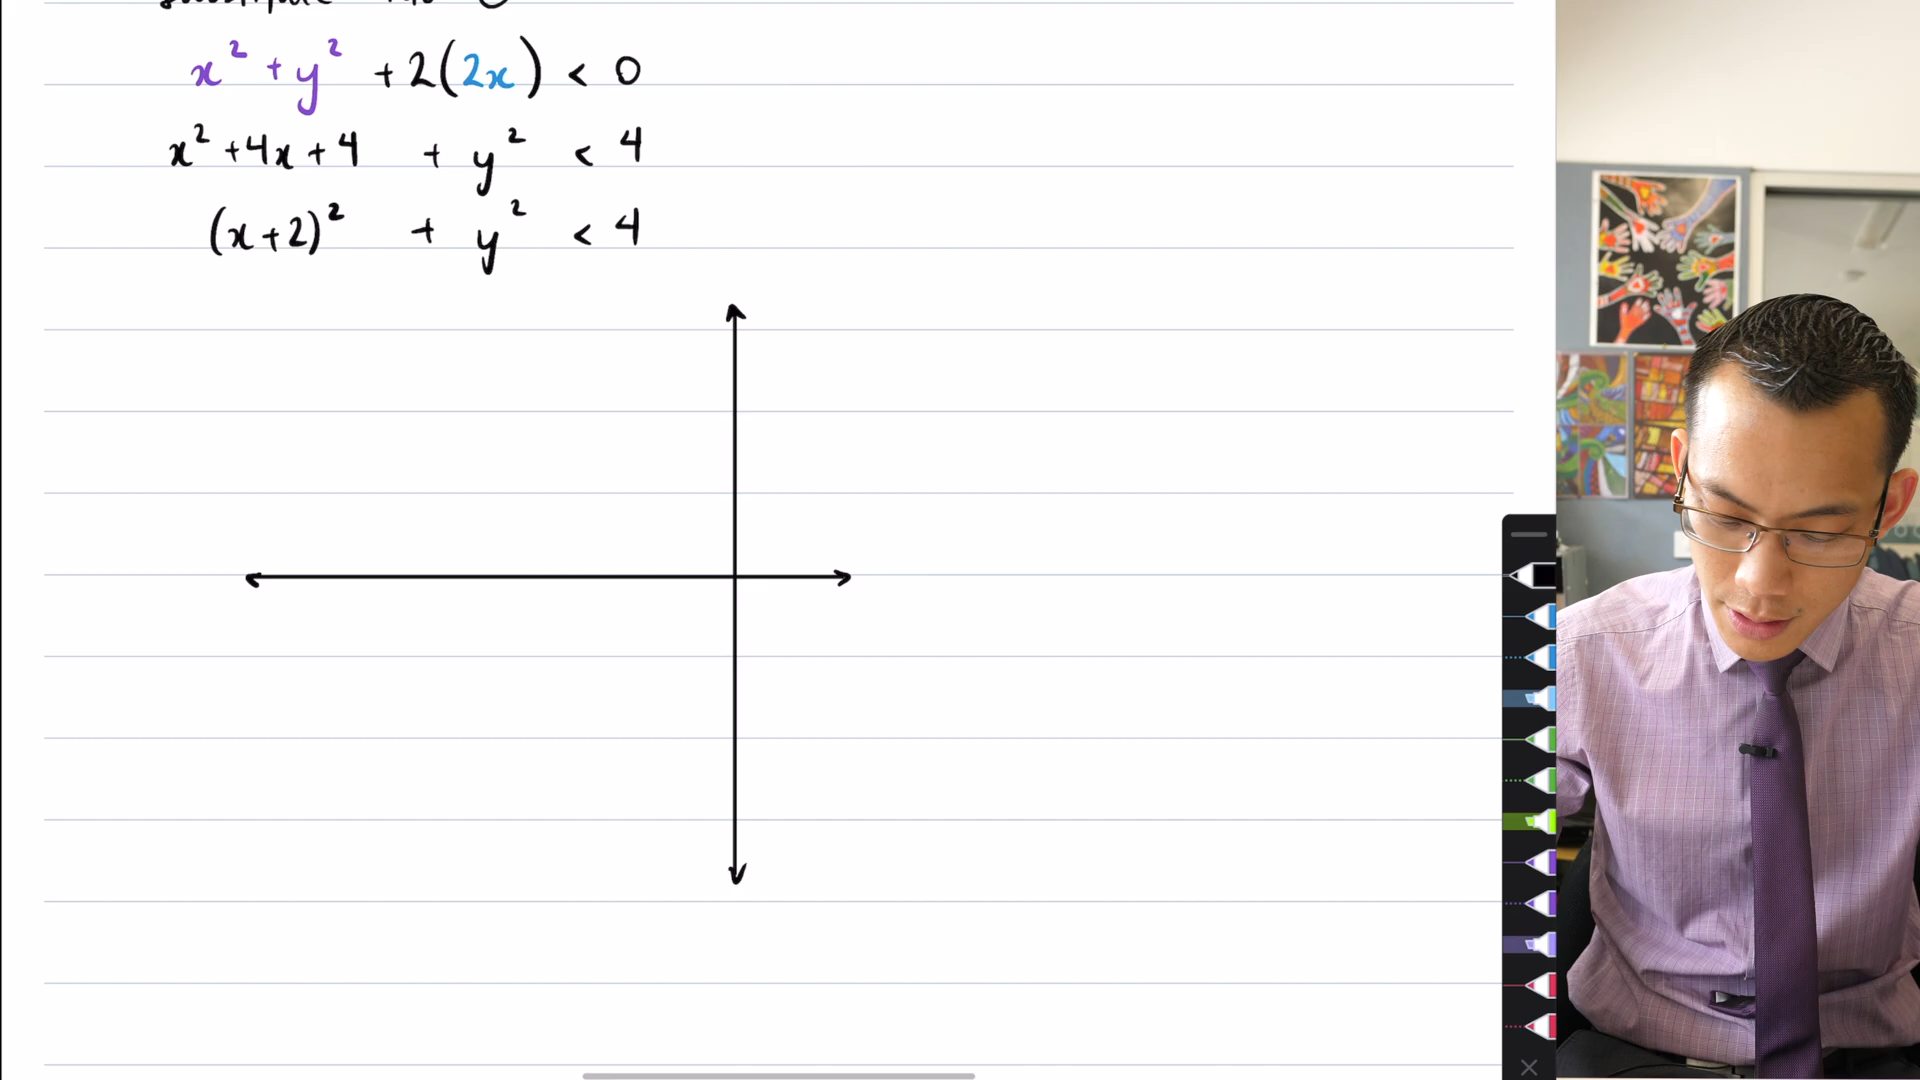 x² + y² + 2(2x) < 0
x² + 4x + 4 + y² < 4
(x+2)² + y² < 4